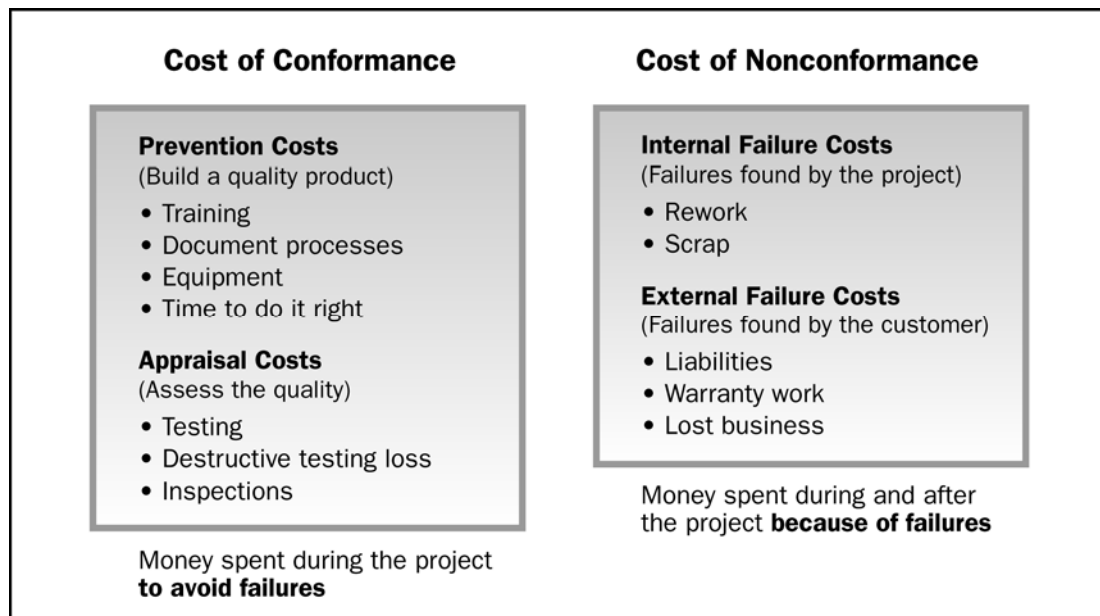 Cost of Conformance
Prevention Costs
(Build a quality product)
• Training
• Document processes
• Equipment
• Time to do it right
Appraisal Costs
(Assess the quality)
• Testing
• Destructive testing loss
• Inspections
Money spent during the project
to avoid failures
Cost of Nonconformance
Internal Failure Costs
(Failures found by the project)
• Rework
• Scrap
External Failure Costs
(Failures found by the customer)
• Liabilities
• Warranty work
• Lost business
Money spent during and after
the project because of failures